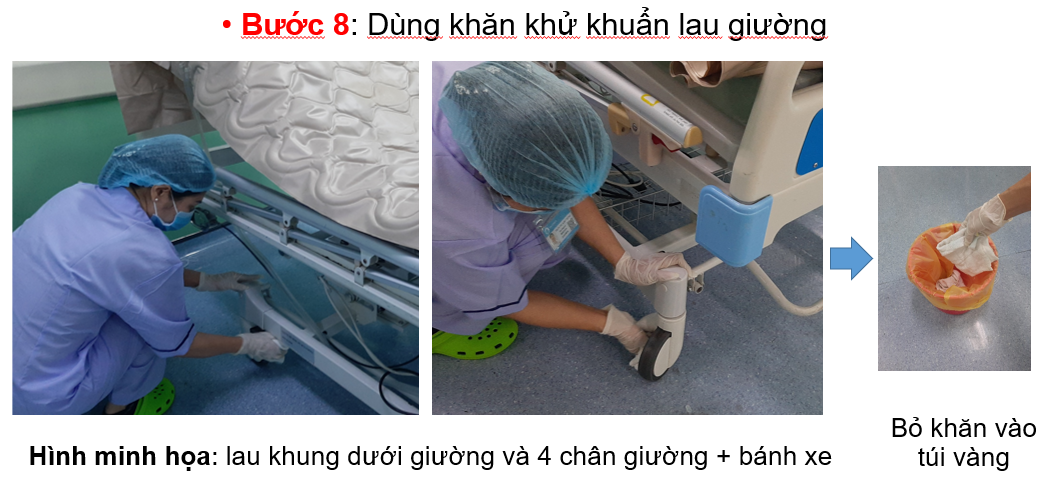 • Bước 8: Dùng khăn khử khuẩn lau giường
Hình minh họa: lau khung dưới giường và 4 chân giường + bánh xe
Bỏ khăn vào
túi vàng